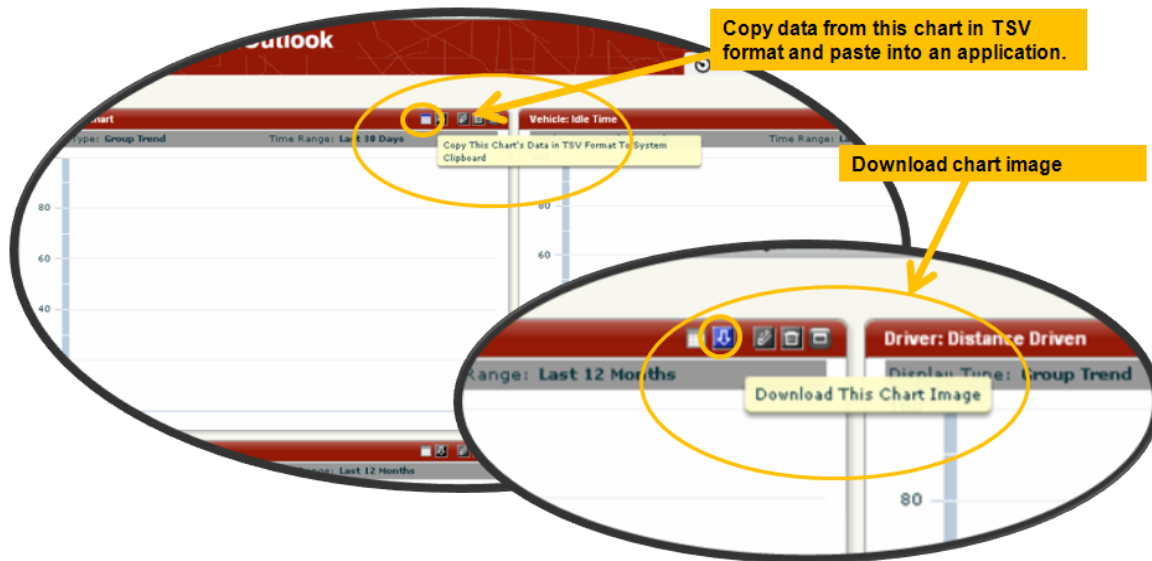 Copy data from this chart in TSV
format and paste into an application.
Outlook
Chart
Vehicle: Idle Time
Type: Group Trend
Time Range: Last 30 Days
Time Range:
Copy This Chart's Data in TSV Format To System
Clipboard
80
60
40
80
60
Download chart image
Driver: Distance Driven
Range: Last 12 Months
Display Type: Group Trend
Download This Chart Image
80
Range: Last 12 Months